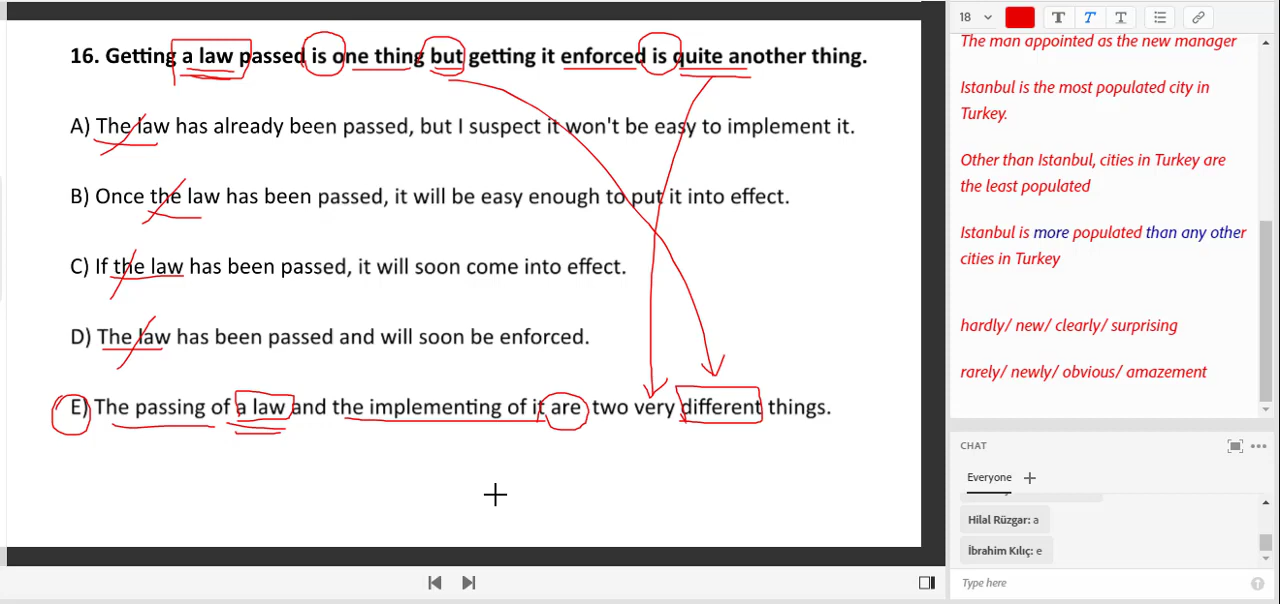 16. Getting a law passed is one thing but getting it enforced is quite another thing.
A) The law has already been passed, but I suspect it won't be easy to implement it.
B) Once the law has been passed, it will be easy enough to put it into effect.
C) If the law has been passed, it will soon come into effect.
D) The law has been passed and will soon be enforced.
E) The passing of a law and the implementing of it are two very different things.
18
T T T
The man appointed as the new manager
Istanbul is the most populated city in
Turkey.
Other than Istanbul, cities in Turkey are
the least populated
Istanbul is more populated than any other
cities in Turkey
hardly/ new/ clearly/ surprising
rarely/ newly/ obvious/ amazement
CHAT
Everyone
Hilal Rüzgar: a
İbrahim Kılıç: e
Type here